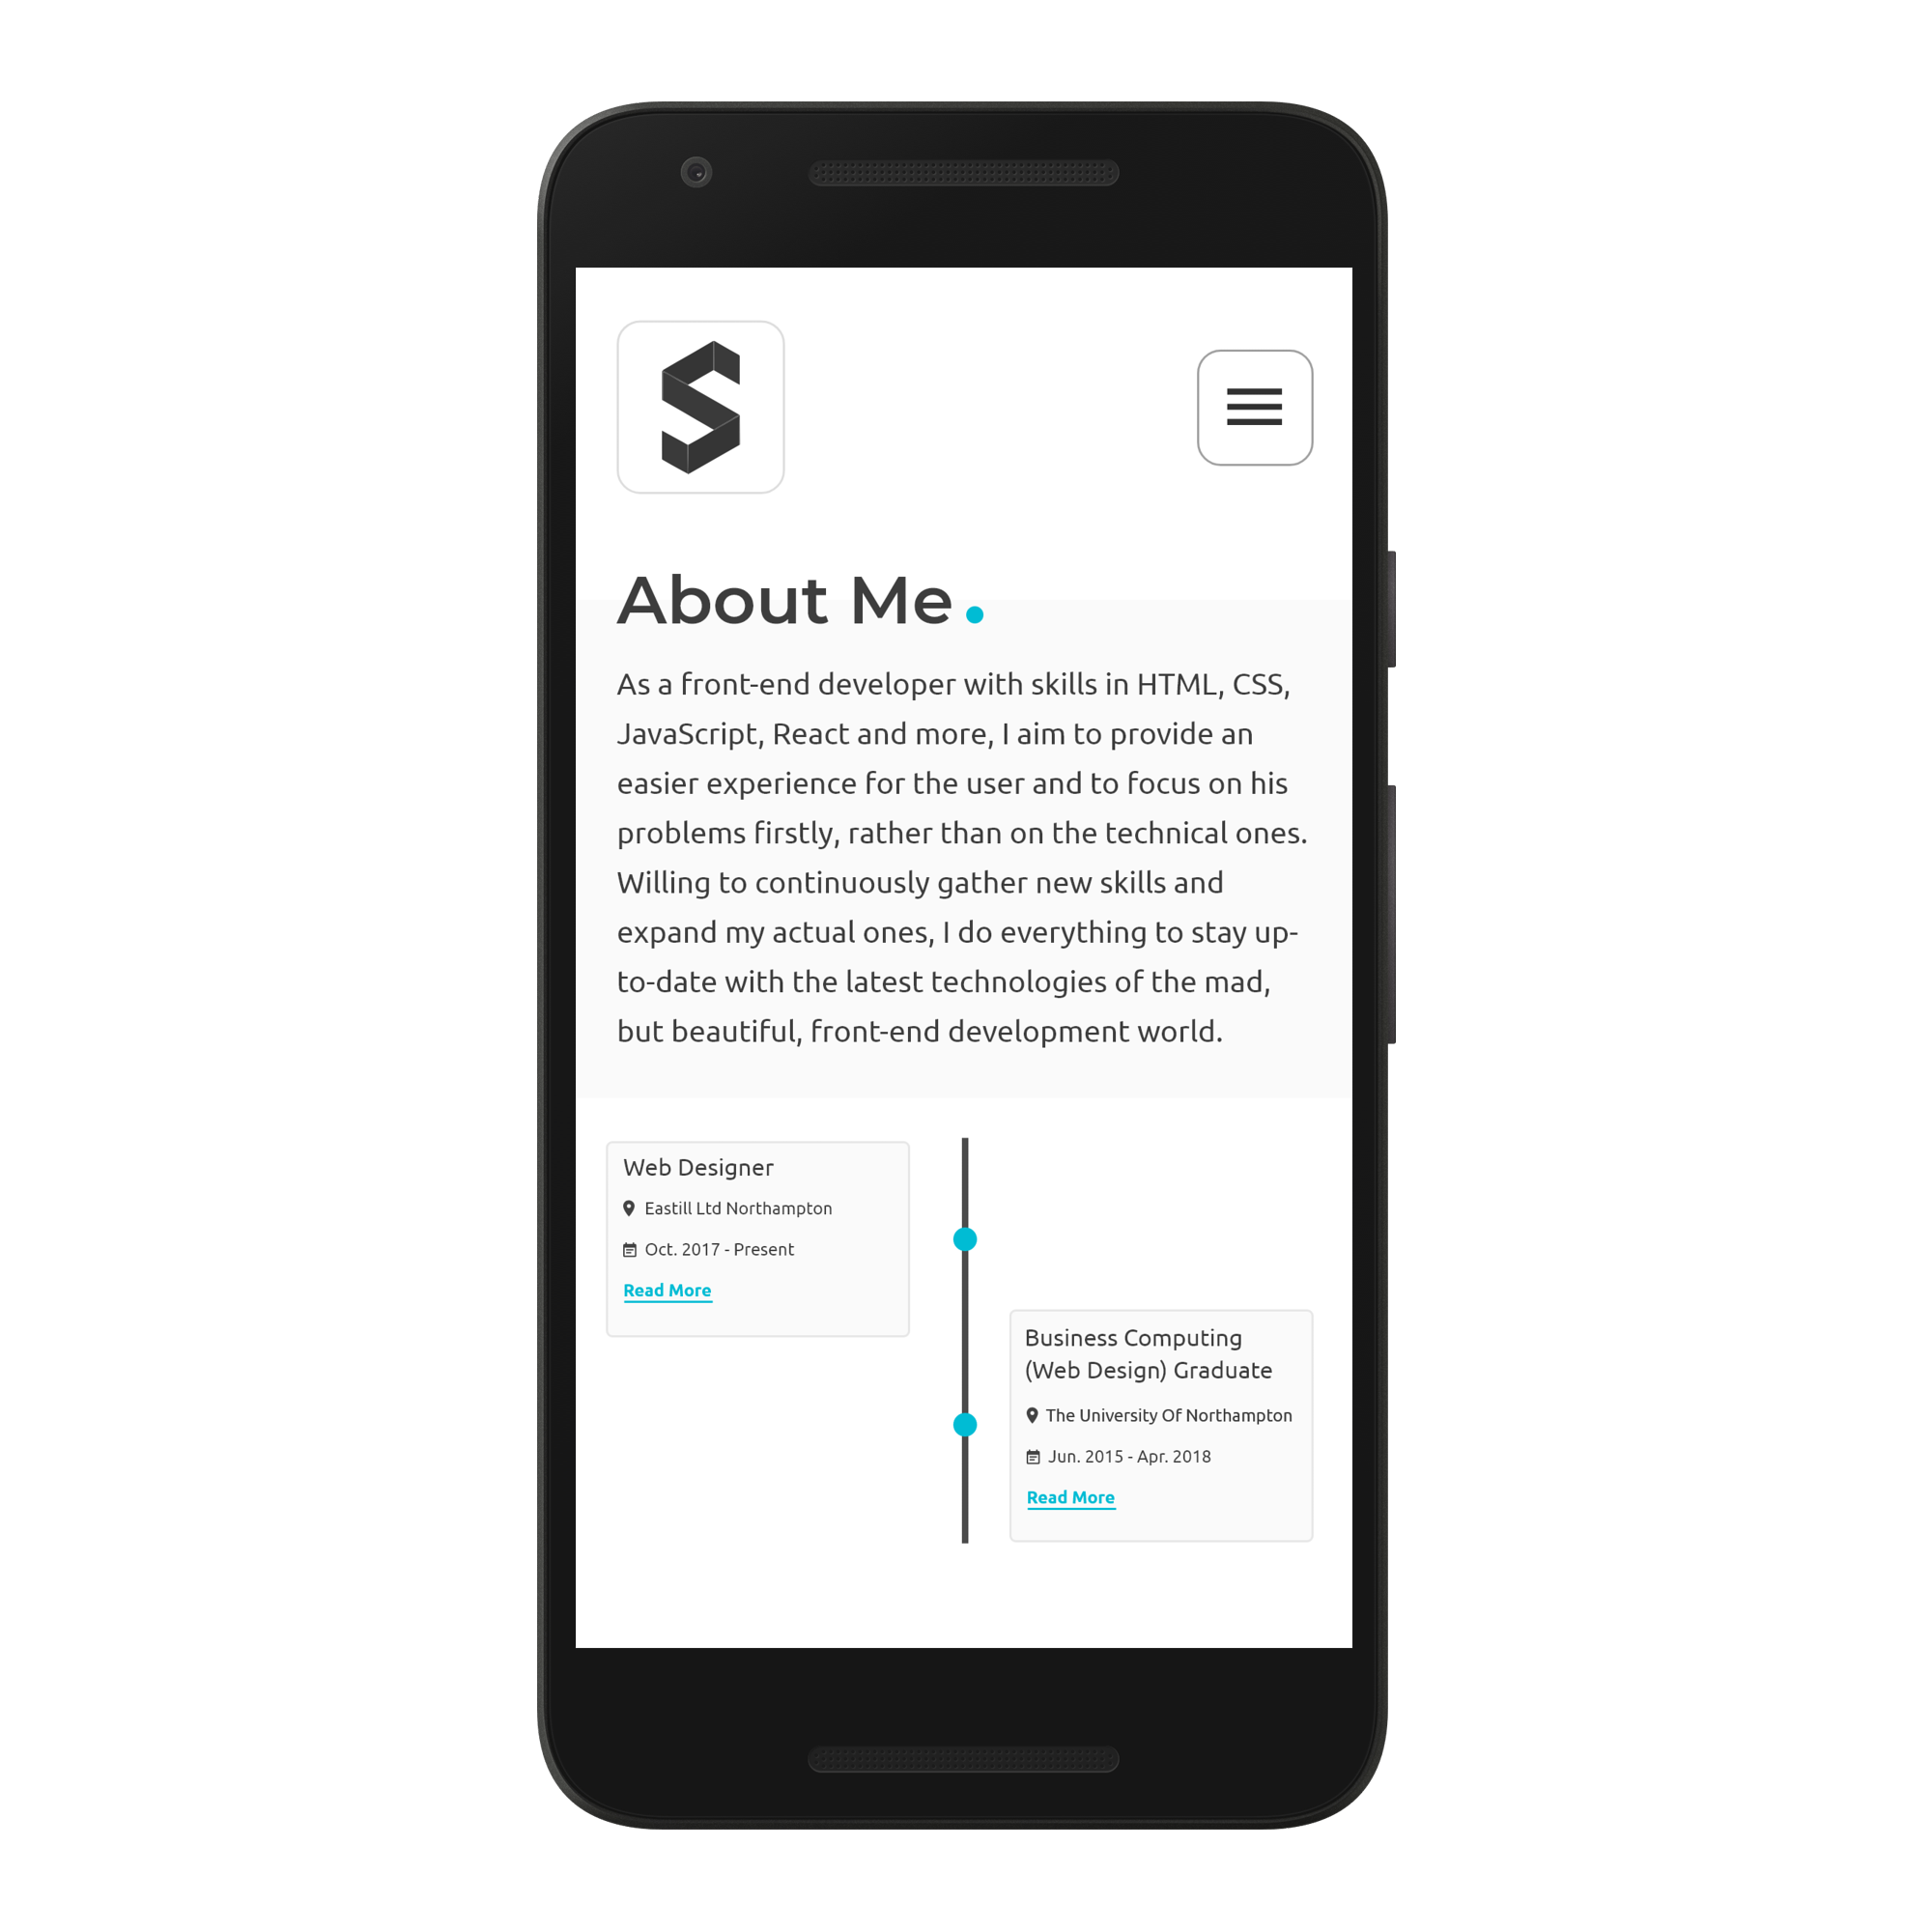 S
About Me.
As a front-end developer with skills in HTML, CSS,
JavaScript, React and more, I aim to provide an
easier experience for the user and to focus on his
problems firstly, rather than on the technical ones.
Willing to continuously gather new skills and
expand my actual ones, I do everything to stay up-
to-date with the latest technologies of the mad,
but beautiful, front-end development world.
Web Designer
Eastill Ltd Northampton
Oct. 2017 - Present
Read More
Business Computing
(Web Design) Graduate
The University Of Northampton
Jun. 2015 - Apr. 2018
Read More